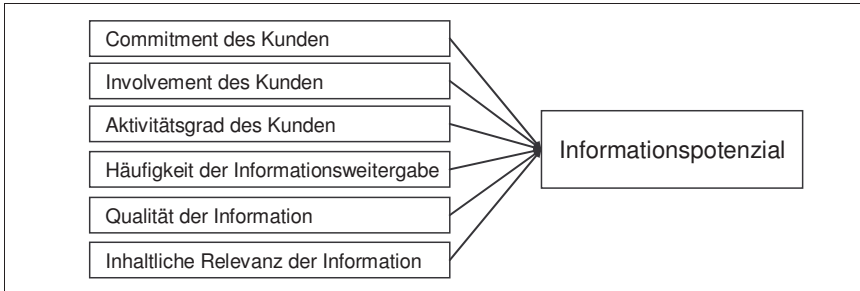 Commitment des Kunden
Involvement des Kunden
Aktivitätsgrad des Kunden
Häufigkeit der Informationsweitergabe
Qualität der Information
Inhaltliche Relevanz der Information
Informationspotenzial